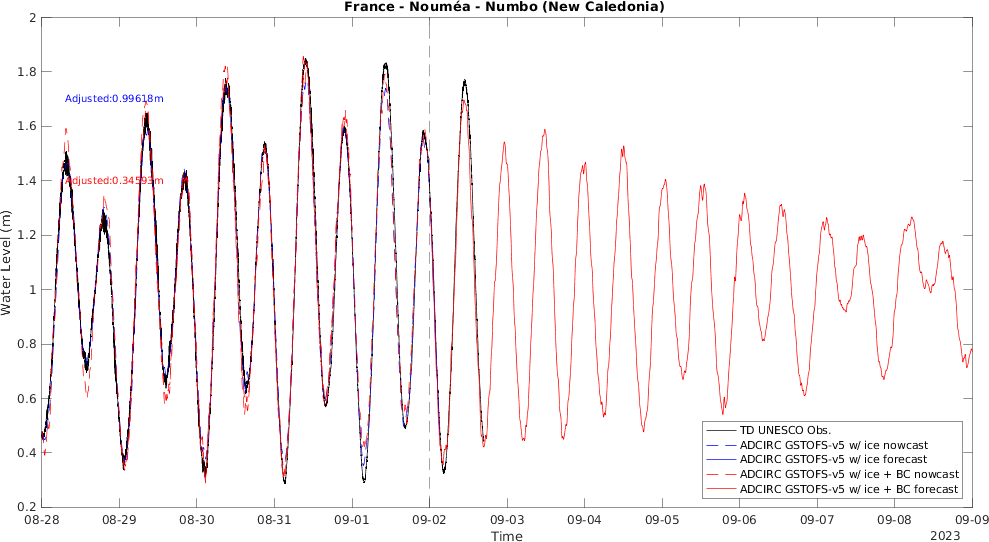 France - Nouméa - Numbo (New Caledonia)
2
1.8
1.6
1.4
1.2
1
0.8
0.6
0.4
0.2
Water Level (m)
Adjusted:0.99618m
Adjusted:0.34593m
TD UNESCO Obs.
ADCIRC GSTOFS-v5 w/ ice nowcast
ADCIRC GSTOFS-v5 w/ ice forecast
ADCIRC GSTOFS-v5 w/ ice + BC nowcast
ADCIRC GSTOFS-v5 w/ ice + BC forecast
08-28 08-29 08-30 08-31 09-01 09-02 09-03 09-04 09-05 09-06 09-07 09-08 09-09
Time
2023